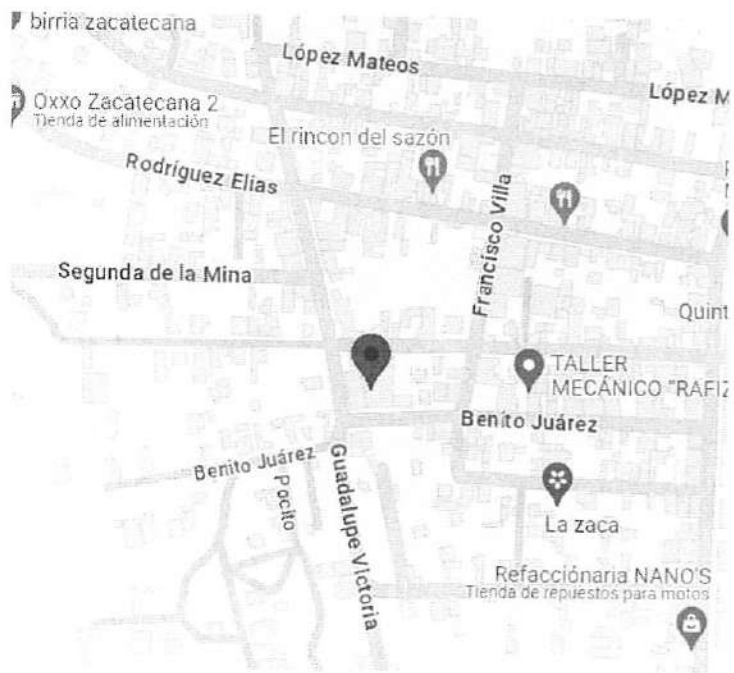 birria zacatecana
López Mateos
López M
Oxxo Zacatecana 2
Tienda de alimentación
El rincon del sazón
Rodríguez Elías
Francisco Villa
Segunda de la Mina
Quint
TALLER
MECÁNICO "RAFIZ
Benito Juárez
Benito Juárez
Pocito
Guadalupe Victoria
La zaca
Refacciónaria NANO'S
Tienda de repuestos para motos